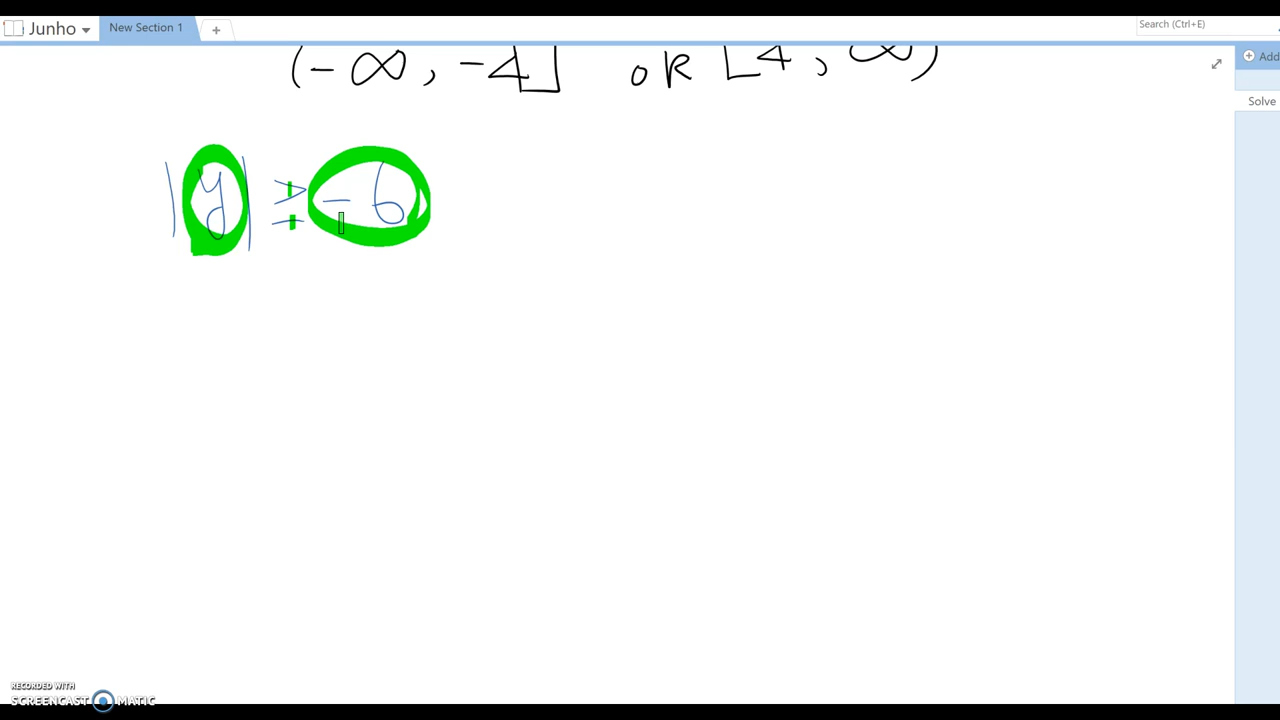 Junho
New Section 1
+
Search (Ctrl+E)
(-∞, -4] OR [4, ∞)
Add
Solve
|y| ≥ -6
RECORDED WITH
SCREENCAST MATIC